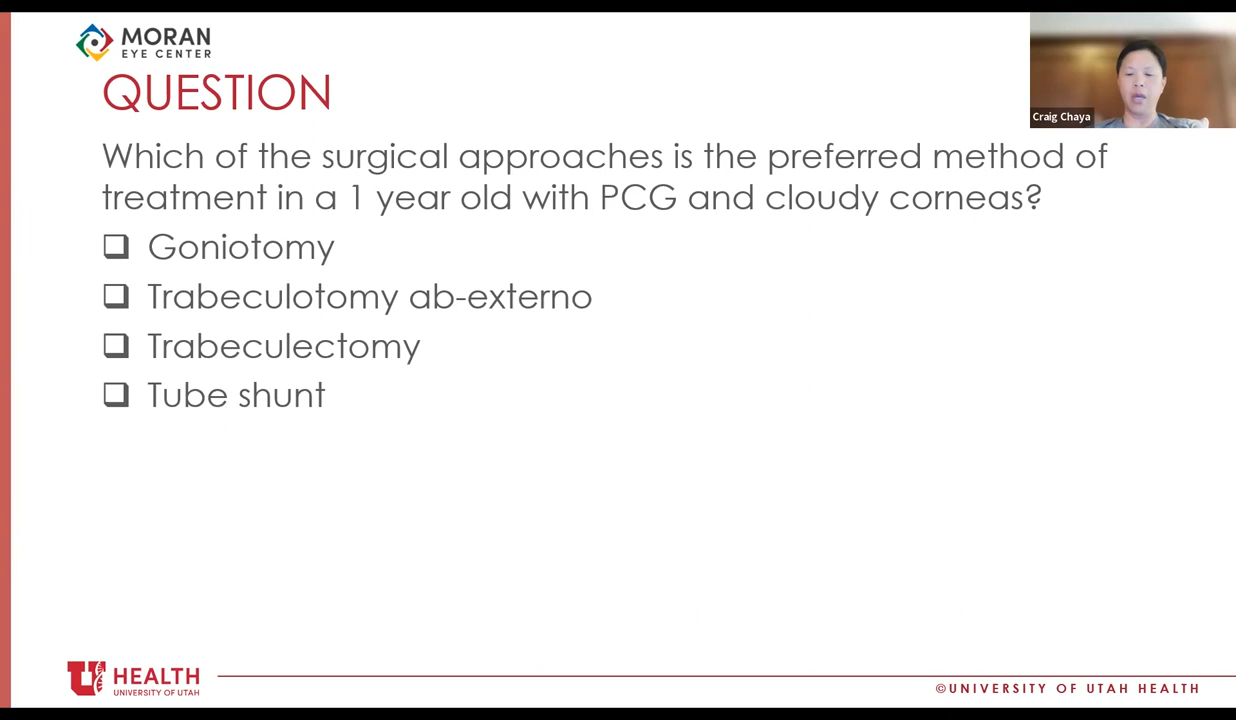 MORAN
EYE CENTER
QUESTION
Craig Chaya
Which of the surgical approaches is the preferred method of
treatment in a 1 year old with PCG and cloudy corneas?
Goniotomy
Trabeculotomy ab-externo
Trabeculectomy
Tube shunt
U HEALTH
UNIVERSITY OF UTAH
©UNIVERSITY OF UTAH HEALTH